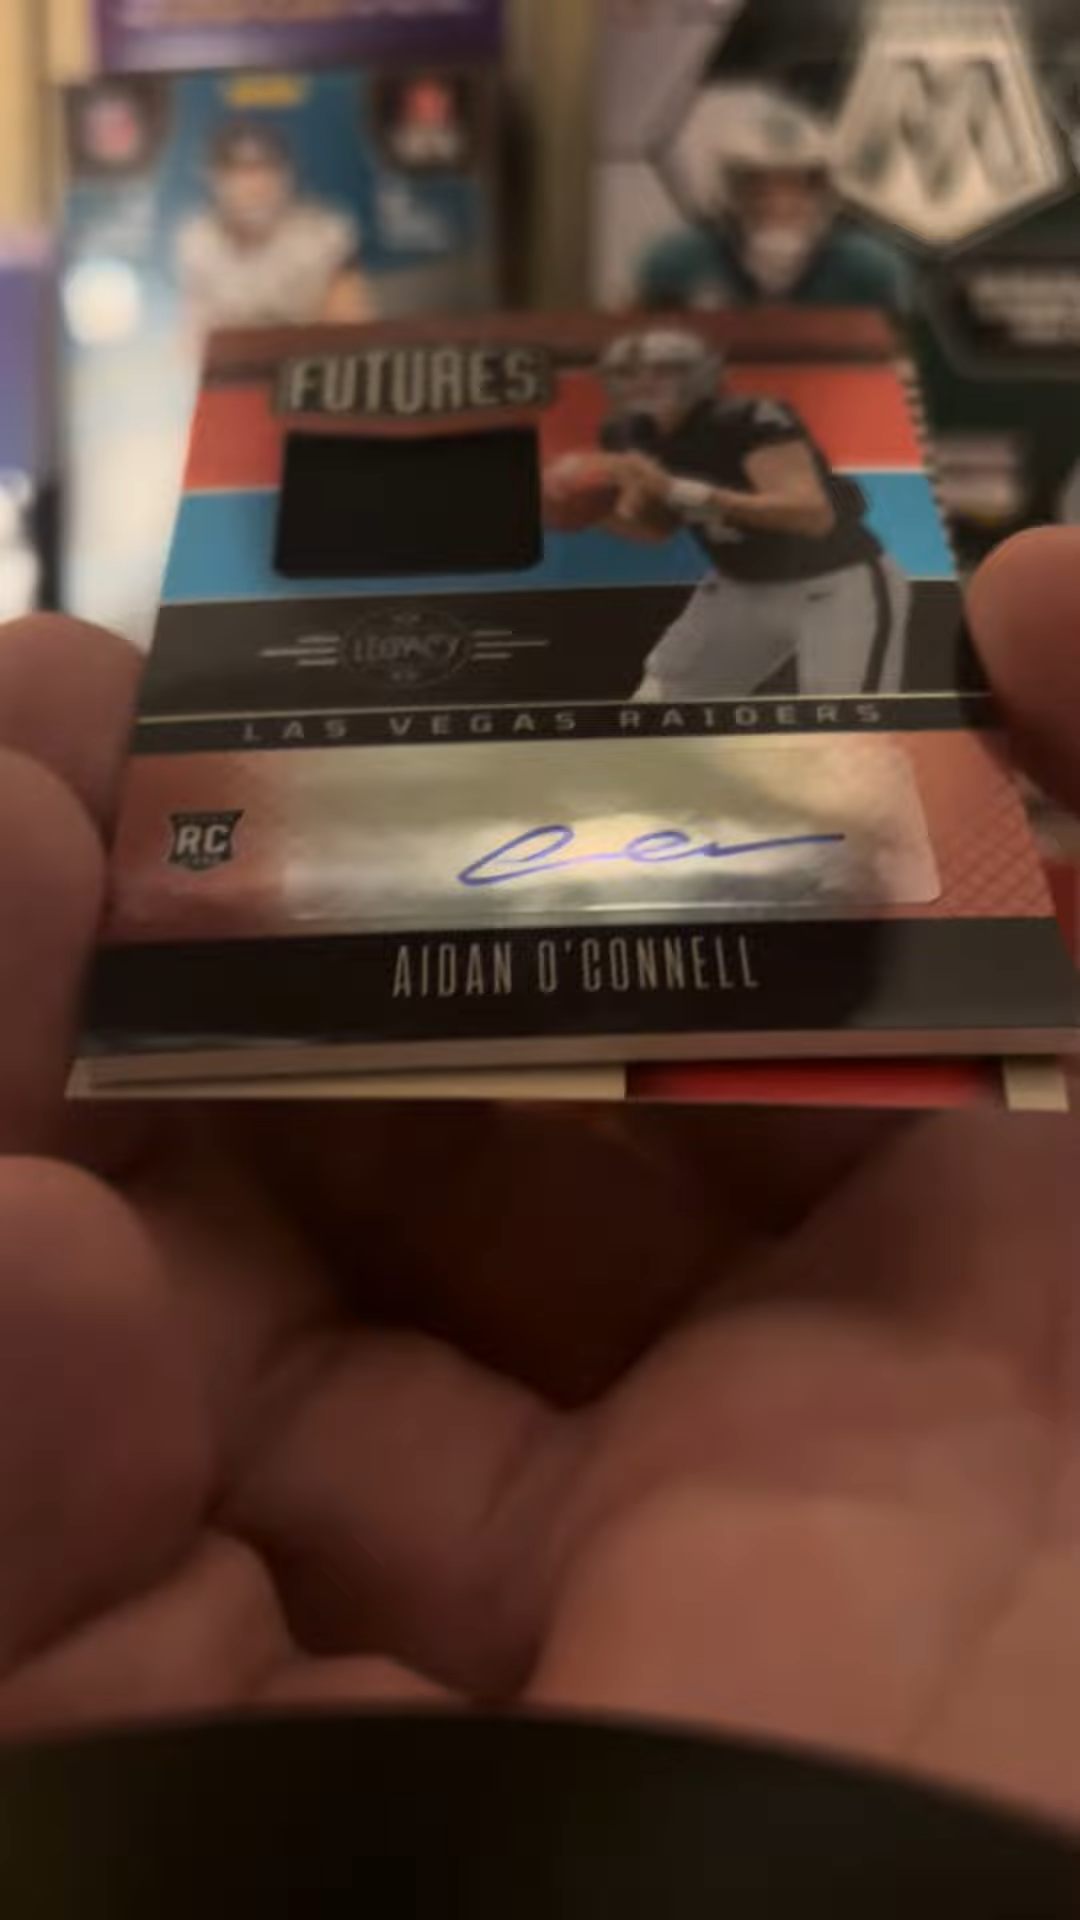 FUTURES
LEGACY
LAS VEGAS RAIDERS
RC
AIDAN O'CONNELL